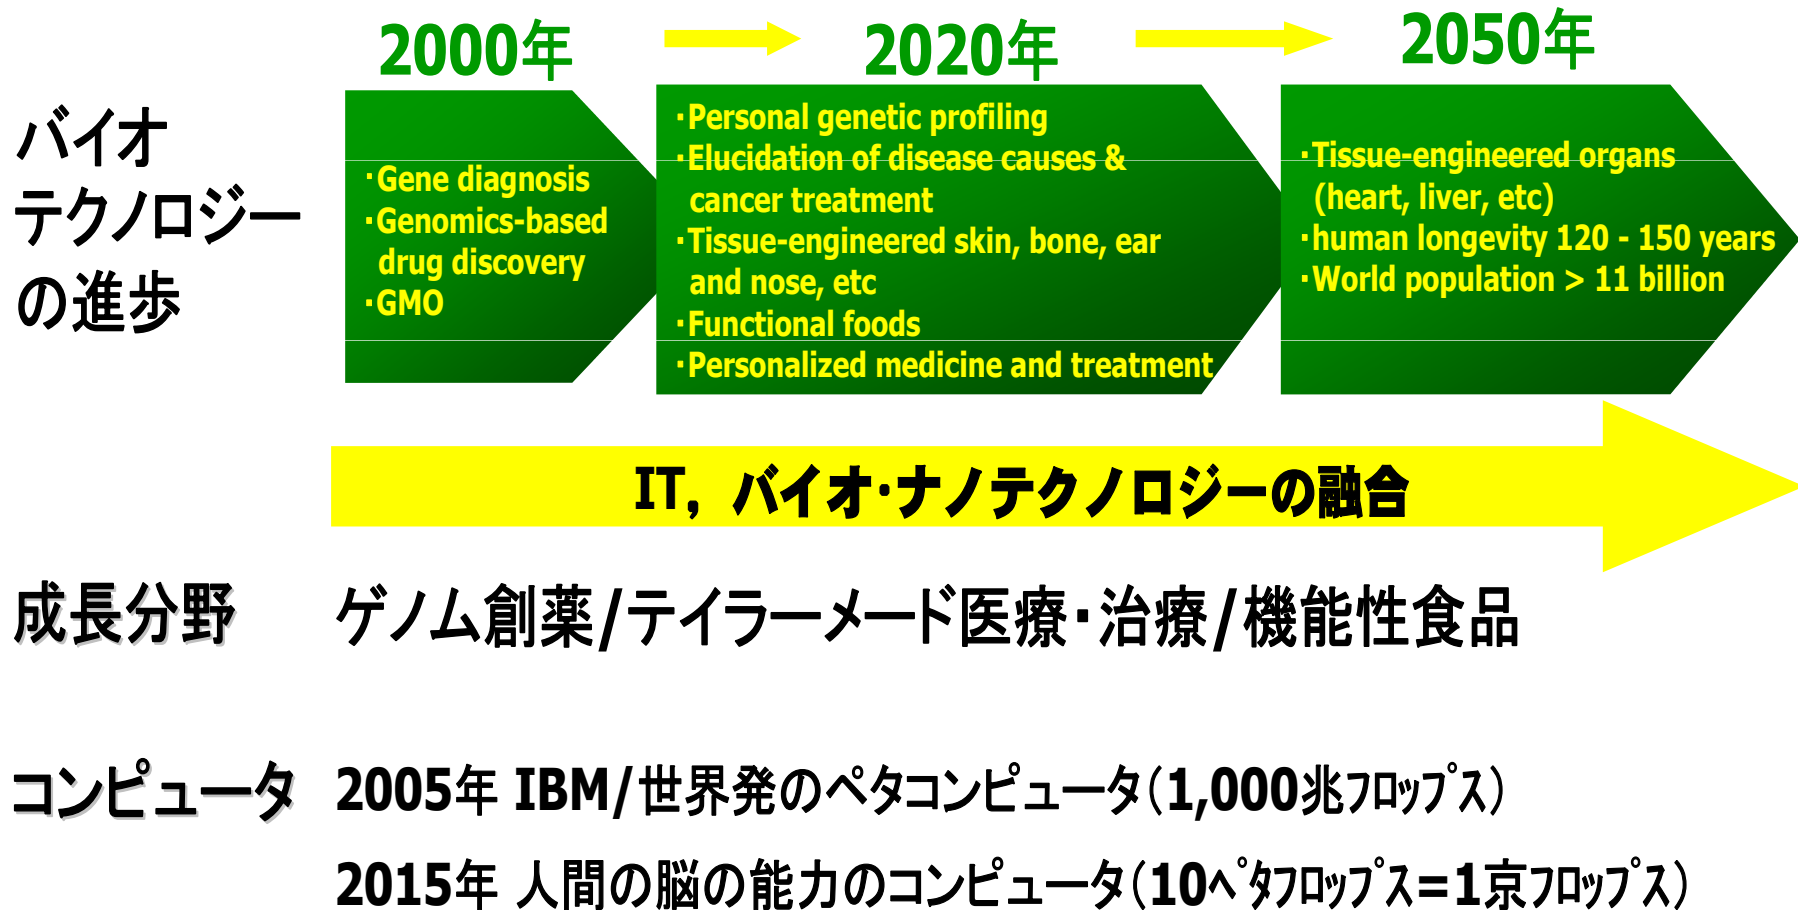 2000年
2020年
2050年
バイオ
テクノロジー
の進歩
・Gene diagnosis
・Genomics-based
drug discovery
・GMO
・Personal genetic profiling
・Elucidation of disease causes &
cancer treatment
・Tissue-engineered skin, bone, ear
and nose, etc
・Functional foods
・Personalized medicine and treatment
・Tissue-engineered organs
(heart, liver, etc)
・human longevity 120 - 150 years
・World population > 11 billion
IT, バイオ・ナノテクノロジーの融合
成長分野
ゲノム創薬/テイラーメード医療・治療/機能性食品
コンピュータ
2005年 IBM/世界発のペタコンピュータ(1,000兆フロップス)
2015年 人間の脳の能力のコンピュータ(10ペタフロップス=1京フロップス)